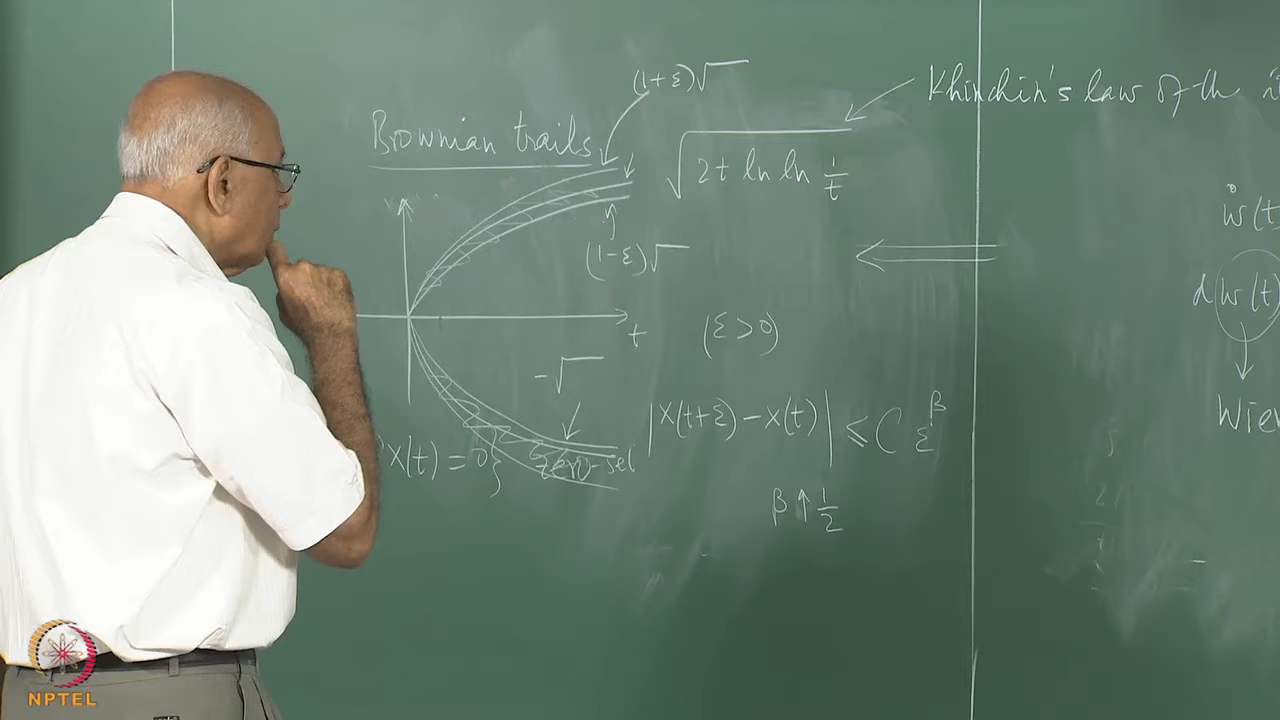 (1+ε)√
Khinchin's law of the
Brownian trails
√2t ln ln 1/t
(1-ε)√
ẇ(t
dw(t)
t
(ε>0)
-√
|X(t+ε)-X(t)| ≤ C ε^β
X(t) = 0} zero-set
β↑1/2
NPTEL